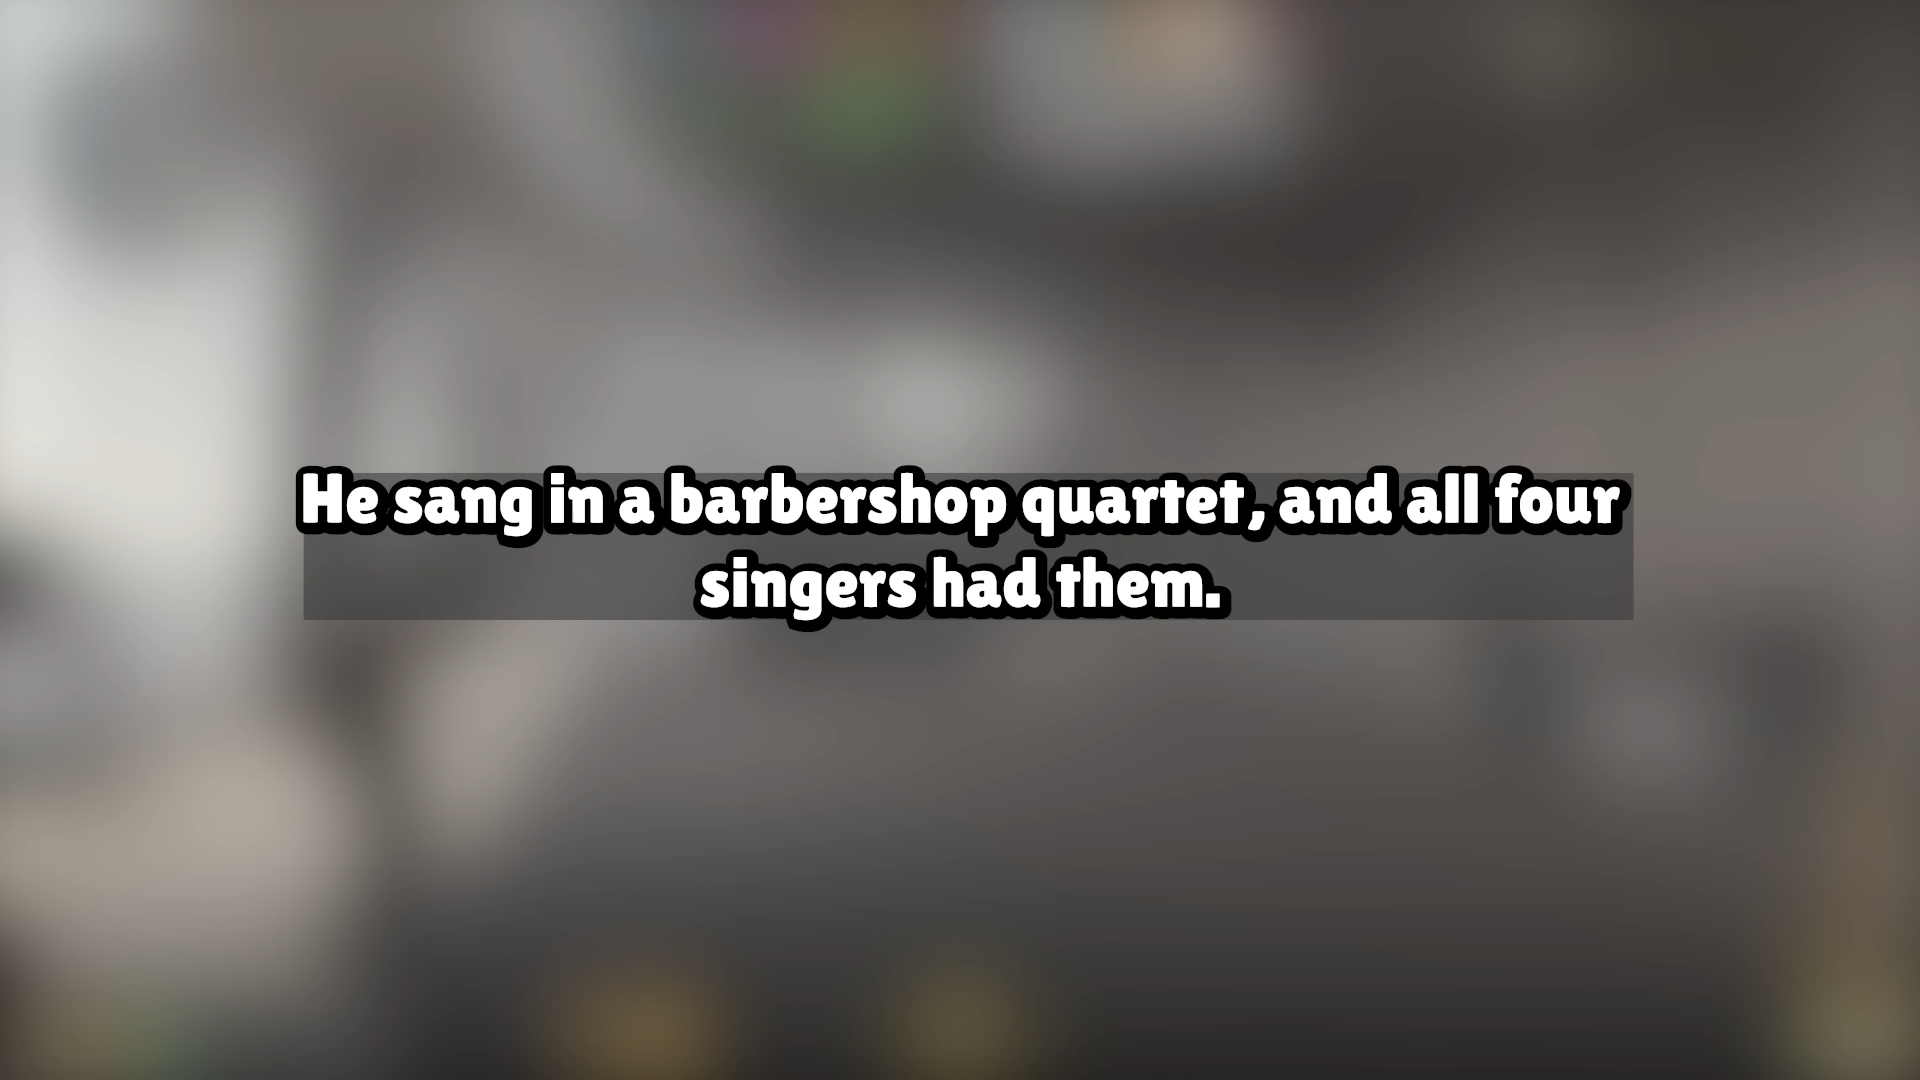 He sang in a barbershop quartet, and all four
singers had them.